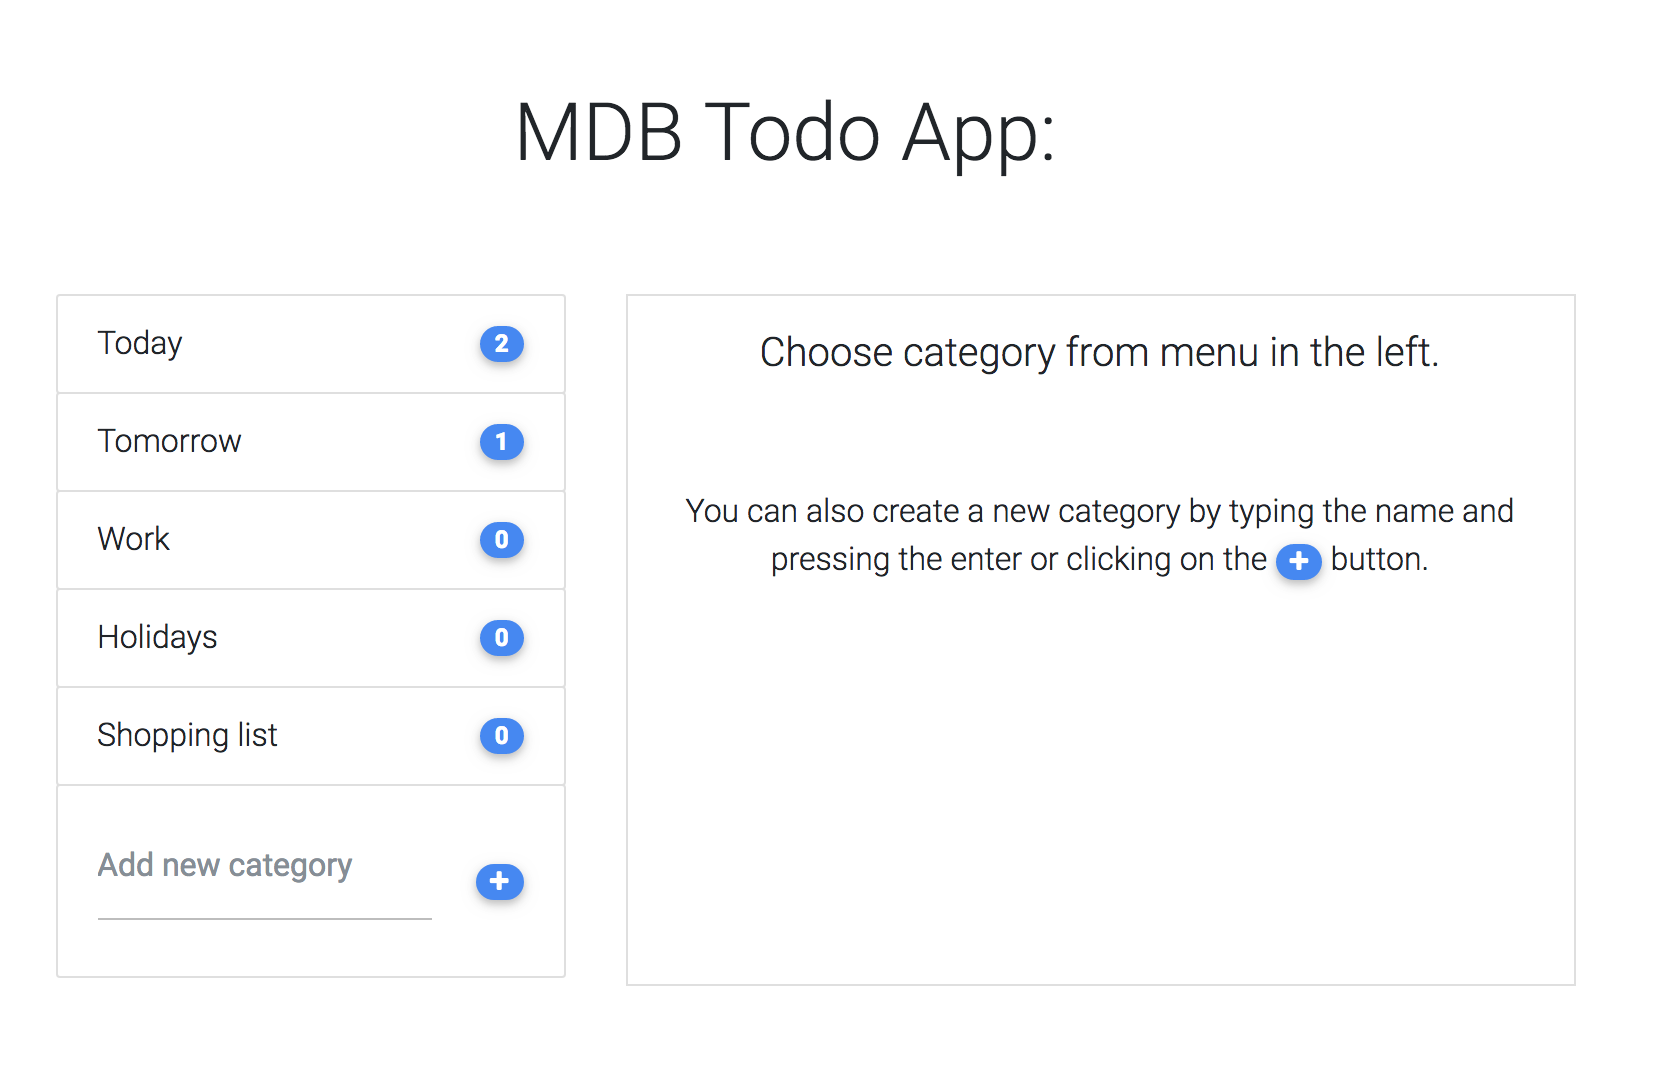 MDB Todo App:
Today 2
Tomorrow 1
Work 0
Holidays 0
Shopping list 0
Add new category +
Choose category from menu in the left.
You can also create a new category by typing the name and
pressing the enter or clicking on the + button.